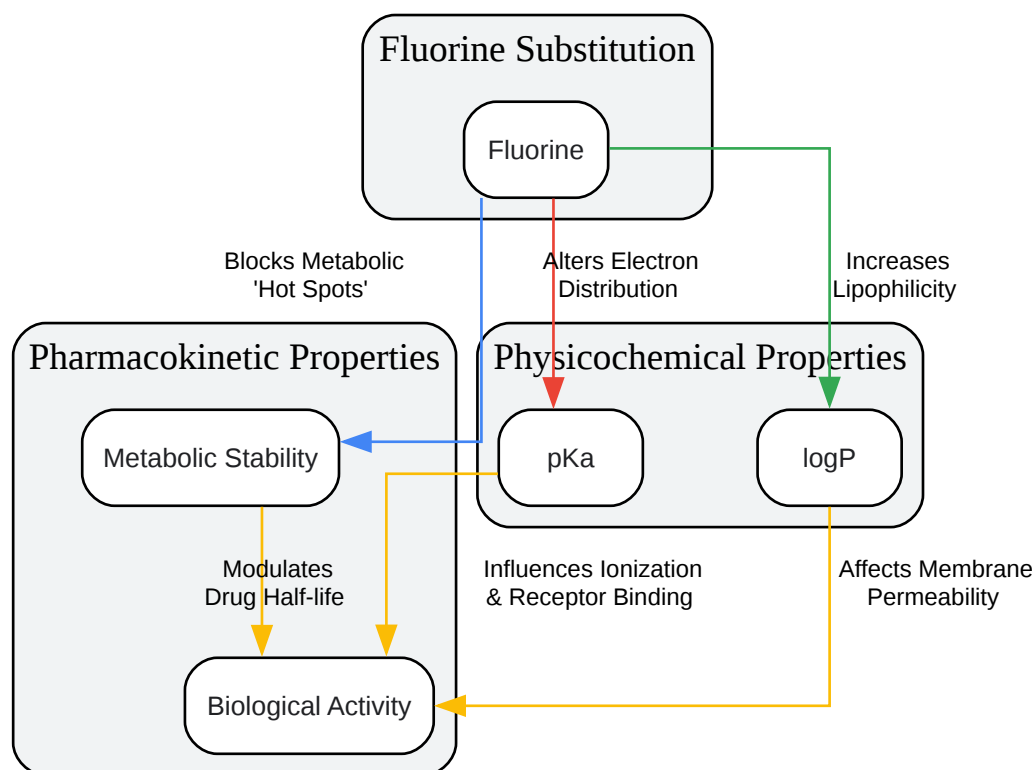 Fluorine Substitution
Fluorine
Blocks Metabolic
'Hot Spots'
Alters Electron
Distribution
Increases
Lipophilicity
Pharmacokinetic Properties
Physicochemical Properties
Metabolic Stability
pKa
logP
Modulates
Drug Half-life
Influences Ionization
& Receptor Binding
Affects Membrane
Permeability
Biological Activity